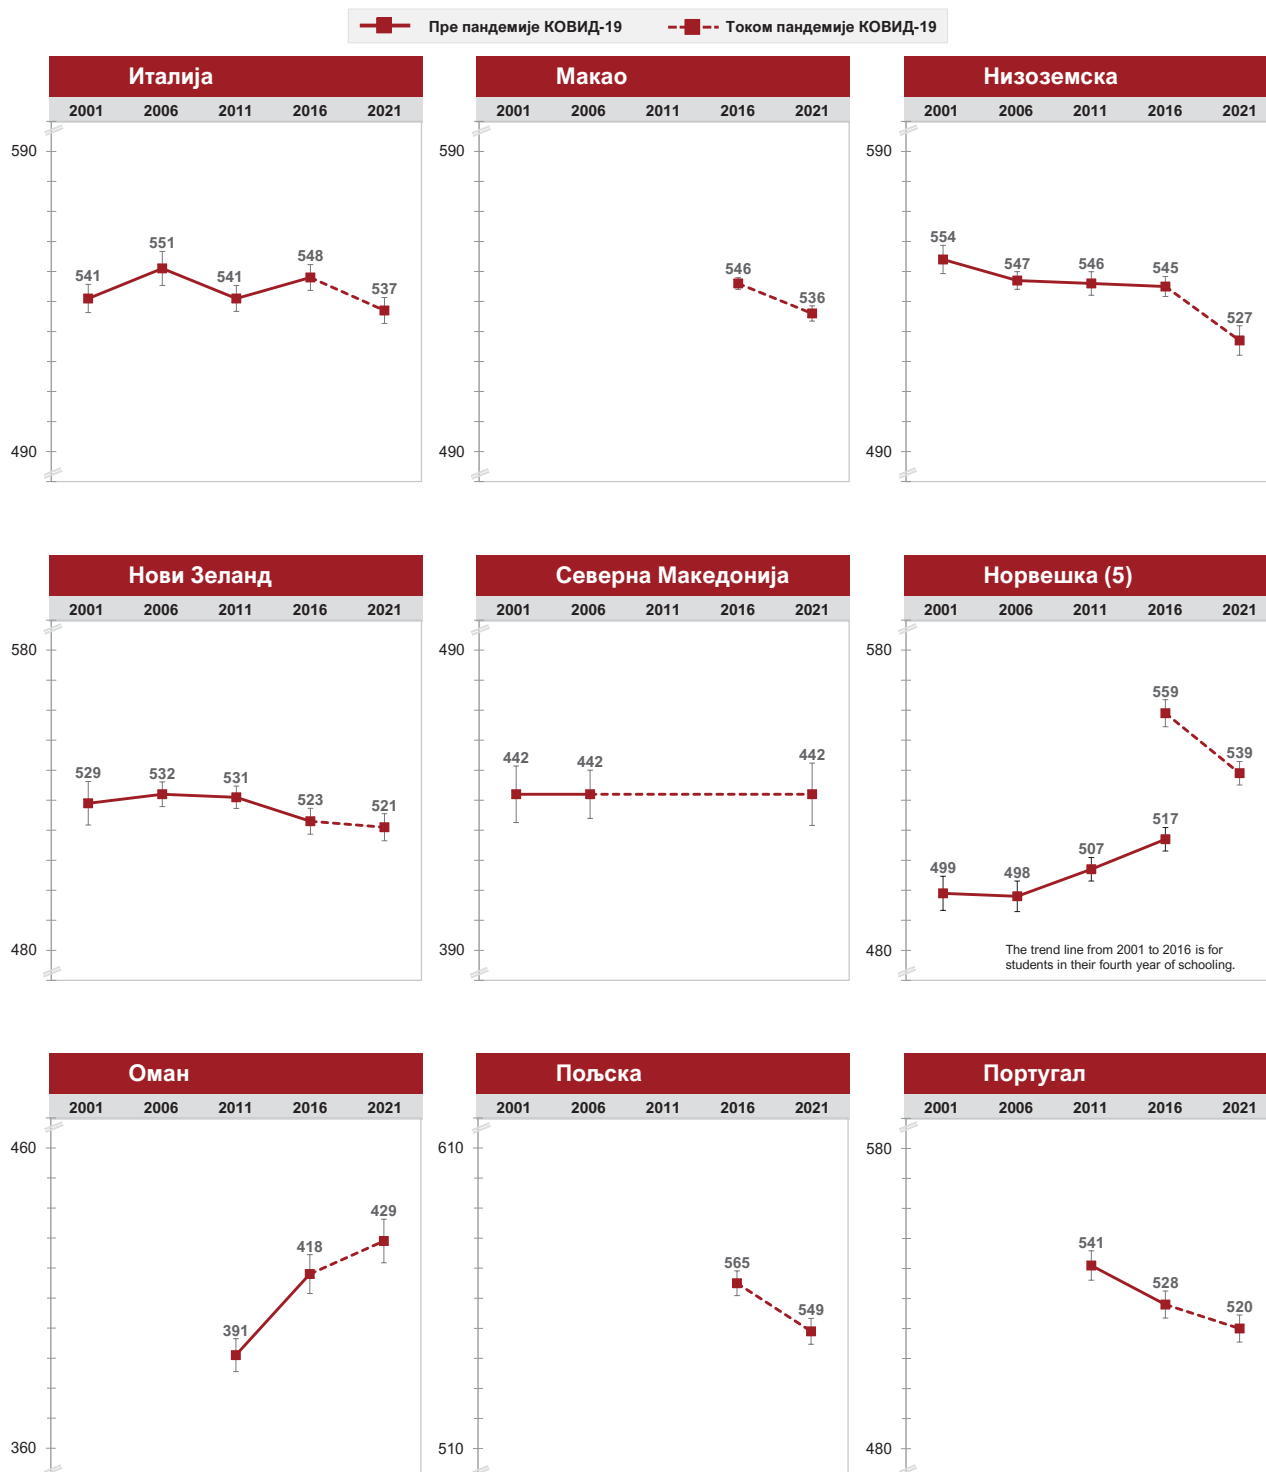 Пре пандемије КОВИД-19 Током пандемије КОВИД-19
Италија
2001 2006 2011 2016 2021
590
541
551
541
548
537
490
Макао
2001 2006 2011 2016 2021
590
546
536
490
Низоземска
2001 2006 2011 2016 2021
590
554
547
546
545
527
490
Нови Зеланд
2001 2006 2011 2016 2021
580
529
532
531
523
521
480
Северна Македонија
2001 2006 2011 2016 2021
490
442
442
442
390
Норвешка (5)
2001 2006 2011 2016 2021
580
559
539
499
498
507
517
480
The trend line from 2001 to 2016 is for
students in their fourth year of schooling.
Оман
2001 2006 2011 2016 2021
460
391
418
429
360
Пољска
2001 2006 2011 2016 2021
610
565
549
510
Португал
2001 2006 2011 2016 2021
580
541
528
520
480